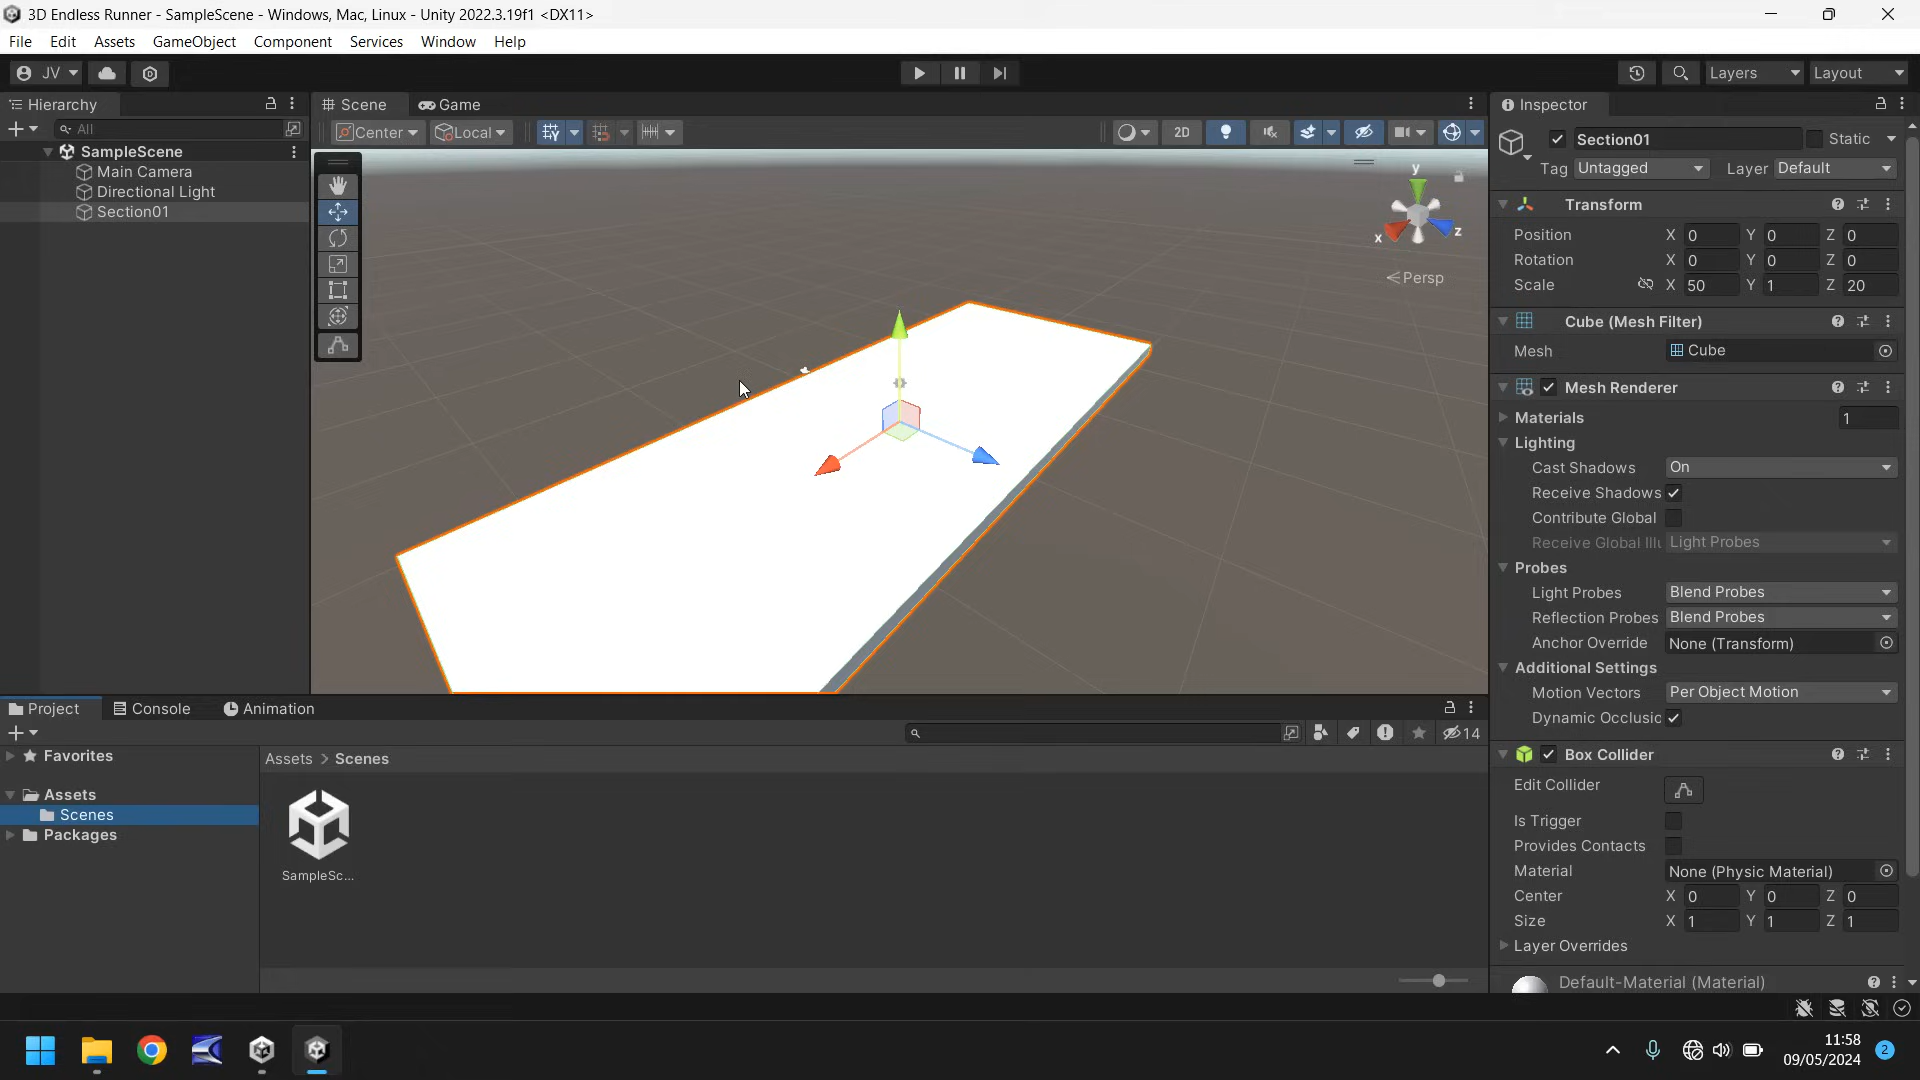 3D Endless Runner - SampleScene - Windows, Mac, Linux - Unity 2022.3.19f1 <DX11>
File Edit Assets GameObject Component Services Window Help
JV Layers Layout
Hierarchy
All
SampleScene
Main Camera
Directional Light
Section01
Scene Game
Center Local 2D
y
x z
Persp
Inspector
Section01 Static
Tag Untagged Layer Default
Transform
Position X 0 Y 0 Z 0
Rotation X 0 Y 0 Z 0
Scale X 50 Y 1 Z 20
Cube (Mesh Filter)
Mesh Cube
Mesh Renderer
Materials 1
Lighting
Cast Shadows On
Receive Shadows
Contribute Global
Receive Global Illu Light Probes
Probes
Light Probes Blend Probes
Reflection Probes Blend Probes
Anchor Override None (Transform)
Additional Settings
Motion Vectors Per Object Motion
Dynamic Occlusic
Box Collider
Edit Collider
Is Trigger
Provides Contacts
Material None (Physic Material)
Center X 0 Y 0 Z 0
Size X 1 Y 1 Z 1
Layer Overrides
Default-Material (Material)
Project Console Animation
14
Favorites
Assets
Scenes
Packages
Assets > Scenes
SampleSc...
11:58
09/05/2024
2